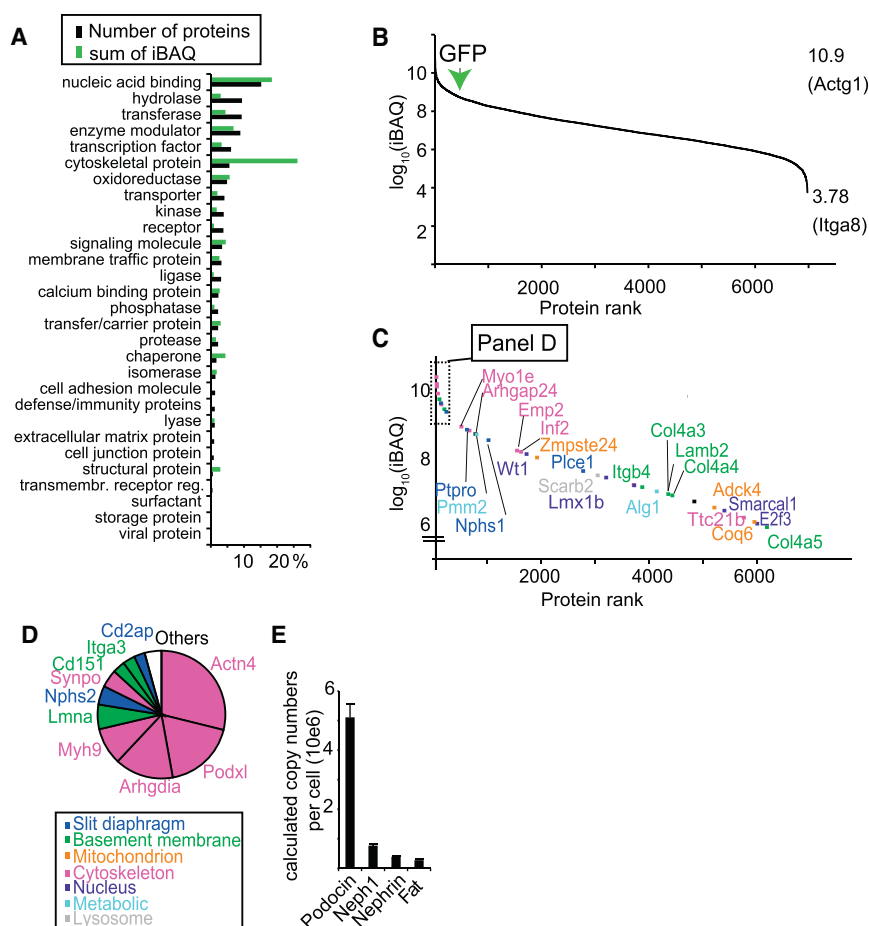 A
Number of proteins
sum of iBAQ
nucleic acid binding
hydrolase
transferase
enzyme modulator
transcription factor
cytoskeletal protein
oxidoreductase
transporter
kinase
receptor
signaling molecule
membrane traffic protein
ligase
calcium binding protein
phosphatase
transfer/carrier protein
protease
chaperone
isomerase
cell adhesion molecule
defense/immunity proteins
lyase
extracellular matrix protein
cell junction protein
structural protein
transmembr. receptor reg.
surfactant
storage protein
viral protein
10 20 %
B
GFP
10.9
(Actg1)
3.78
(Itga8)
log10(iBAQ)
10
8
6
4
2
2000 4000 6000
Protein rank
C
Panel D
log10(iBAQ)
10
8
6
Myo1e
Arhgap24
Emp2
Inf2
Zmpste24
Wt1
Plce1
Scarb2
Lmx1b
Itgb4
Col4a3
Lamb2
Col4a4
Alg1
Ptpro
Pmm2
Nphs1
Adck4
Smarcal1
Ttc21b
E2f3
Coq6
Col4a5
2000 4000 6000
Protein rank
D
Cd2ap
Others
Itga3
Cd151
Synpo
Nphs2
Lmna
Myh9
Arhgdia
Podxl
Actn4
Slit diaphragm
Basement membrane
Mitochondrion
Cytoskeleton
Nucleus
Metabolic
Lysosome
E
calculated copy numbers
per cell (10e6)
6
4
2
Podocin
Neph1
Nephrin
Fat